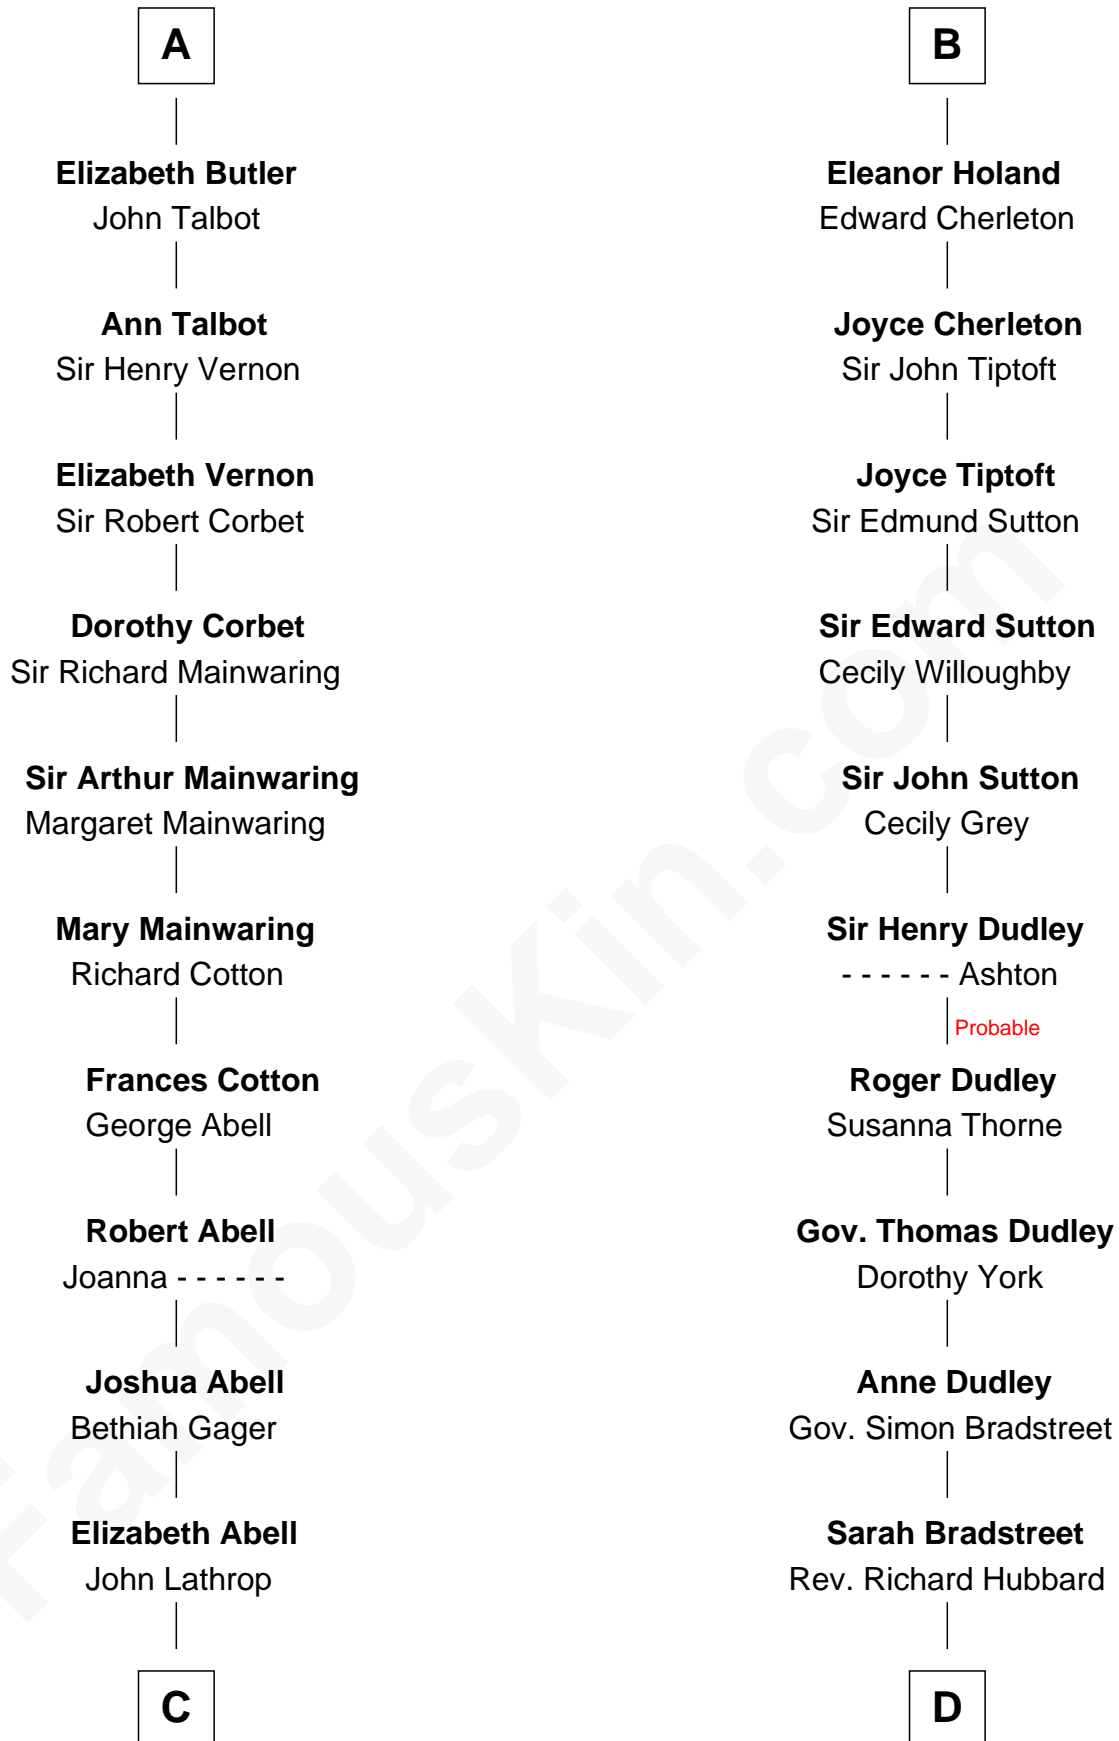 A
Elizabeth Butler
John Talbot
Ann Talbot
Sir Henry Vernon
Elizabeth Vernon
Sir Robert Corbet
Dorothy Corbet
Sir Richard Mainwaring
Sir Arthur Mainwaring
Margaret Mainwaring
Mary Mainwaring
Richard Cotton
Frances Cotton
George Abell
Robert Abell
Joanna - - - - - -
Joshua Abell
Bethiah Gager
Elizabeth Abell
John Lathrop
C
B
Eleanor Holand
Edward Cherleton
Joyce Cherleton
Sir John Tiptoft
Joyce Tiptoft
Sir Edmund Sutton
Sir Edward Sutton
Cecily Willoughby
Sir John Sutton
Cecily Grey
Sir Henry Dudley
- - - - - - Ashton
Probable
Roger Dudley
Susanna Thorne
Gov. Thomas Dudley
Dorothy York
Anne Dudley
Gov. Simon Bradstreet
Sarah Bradstreet
Rev. Richard Hubbard
D
FamousKin.com